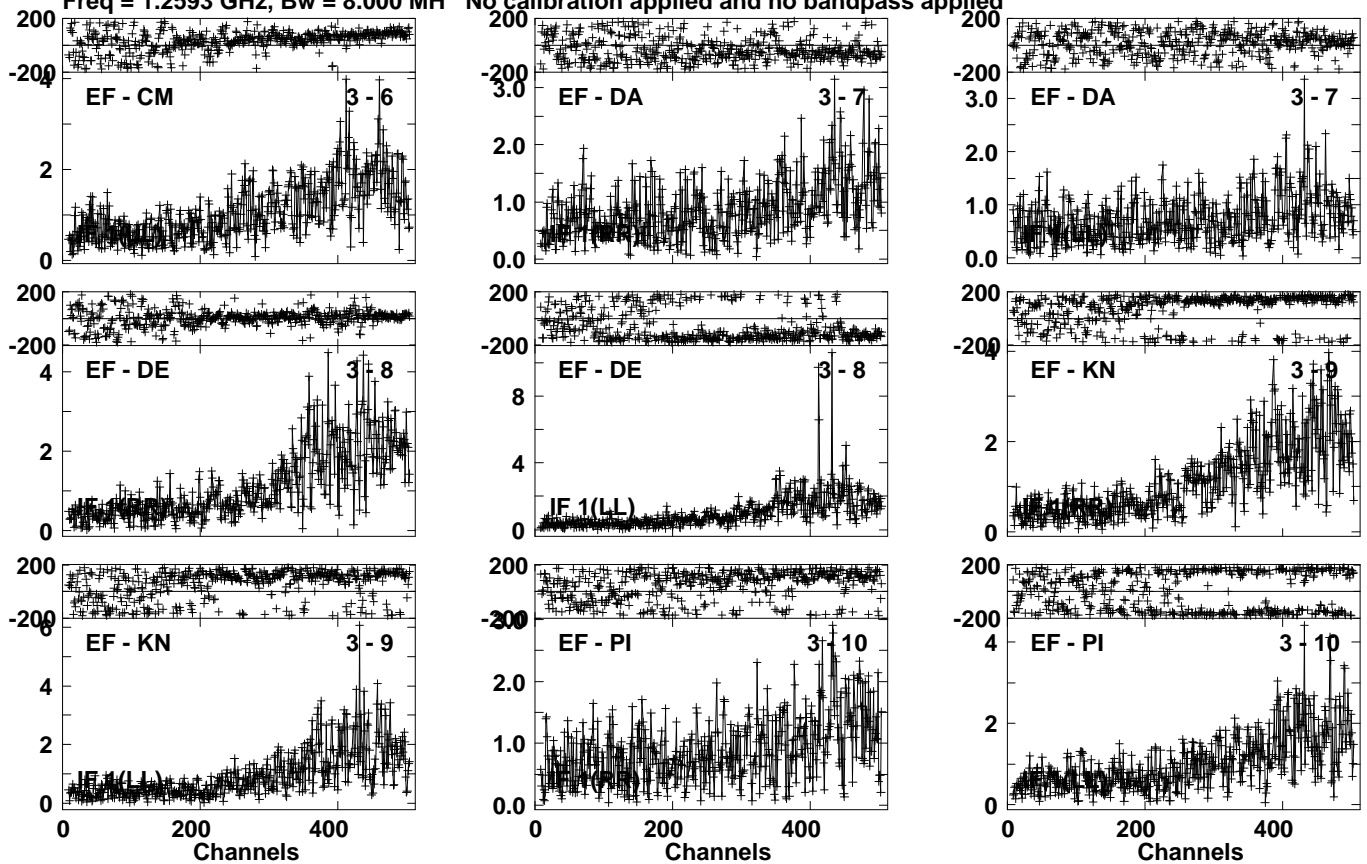 Freq = 1.2593 GHz, Bw = 8.000 MH No calibration applied and no bandpass applied
200 200 200
-200 -200 -200
4 3.0 3.0
EF - CM 3 - 6 EF - DA 3 - 7 EF - DA 3 - 7
2 2.0 2.0
1.0 1.0
0 0.0 0.0
200 200 200
-200 -200 -200
4 8 4
EF - DE 3 - 8 EF - DE 3 - 8 EF - KN 3 - 9
2 4 2
IF 1(LL)
0 0 0
200 200 200
-200 -200 -200
6 3.0 4
EF - KN 3 - 9 EF - PI 3 - 10 EF - PI 3 - 10
4 2.0 2
2 1.0
IF 1(LL) IF 1(RR)
0 0.0 0
0 200 400 0 200 400 0 200 400
Channels Channels Channels